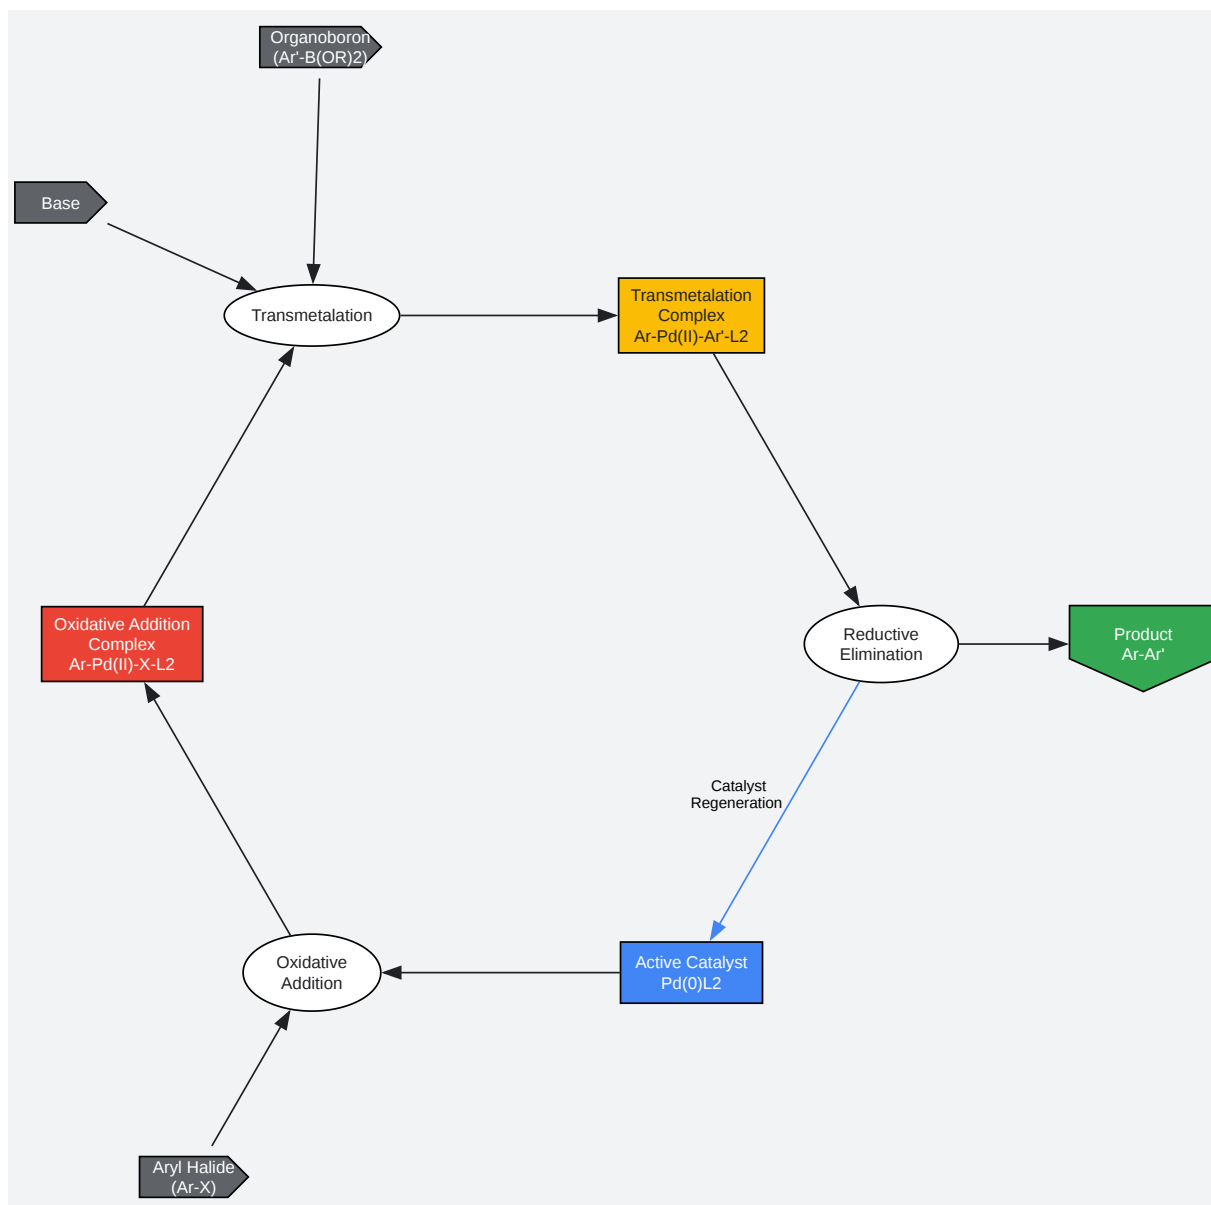 Organoboron
(Ar'-B(OR)2)
Base
Transmetalation
Transmetalation
Complex
Ar-Pd(II)-Ar'-L2
Oxidative Addition
Complex
Ar-Pd(II)-X-L2
Reductive
Elimination
Product
Ar-Ar'
Catalyst
Regeneration
Oxidative
Addition
Active Catalyst
Pd(0)L2
Aryl Halide
(Ar-X)